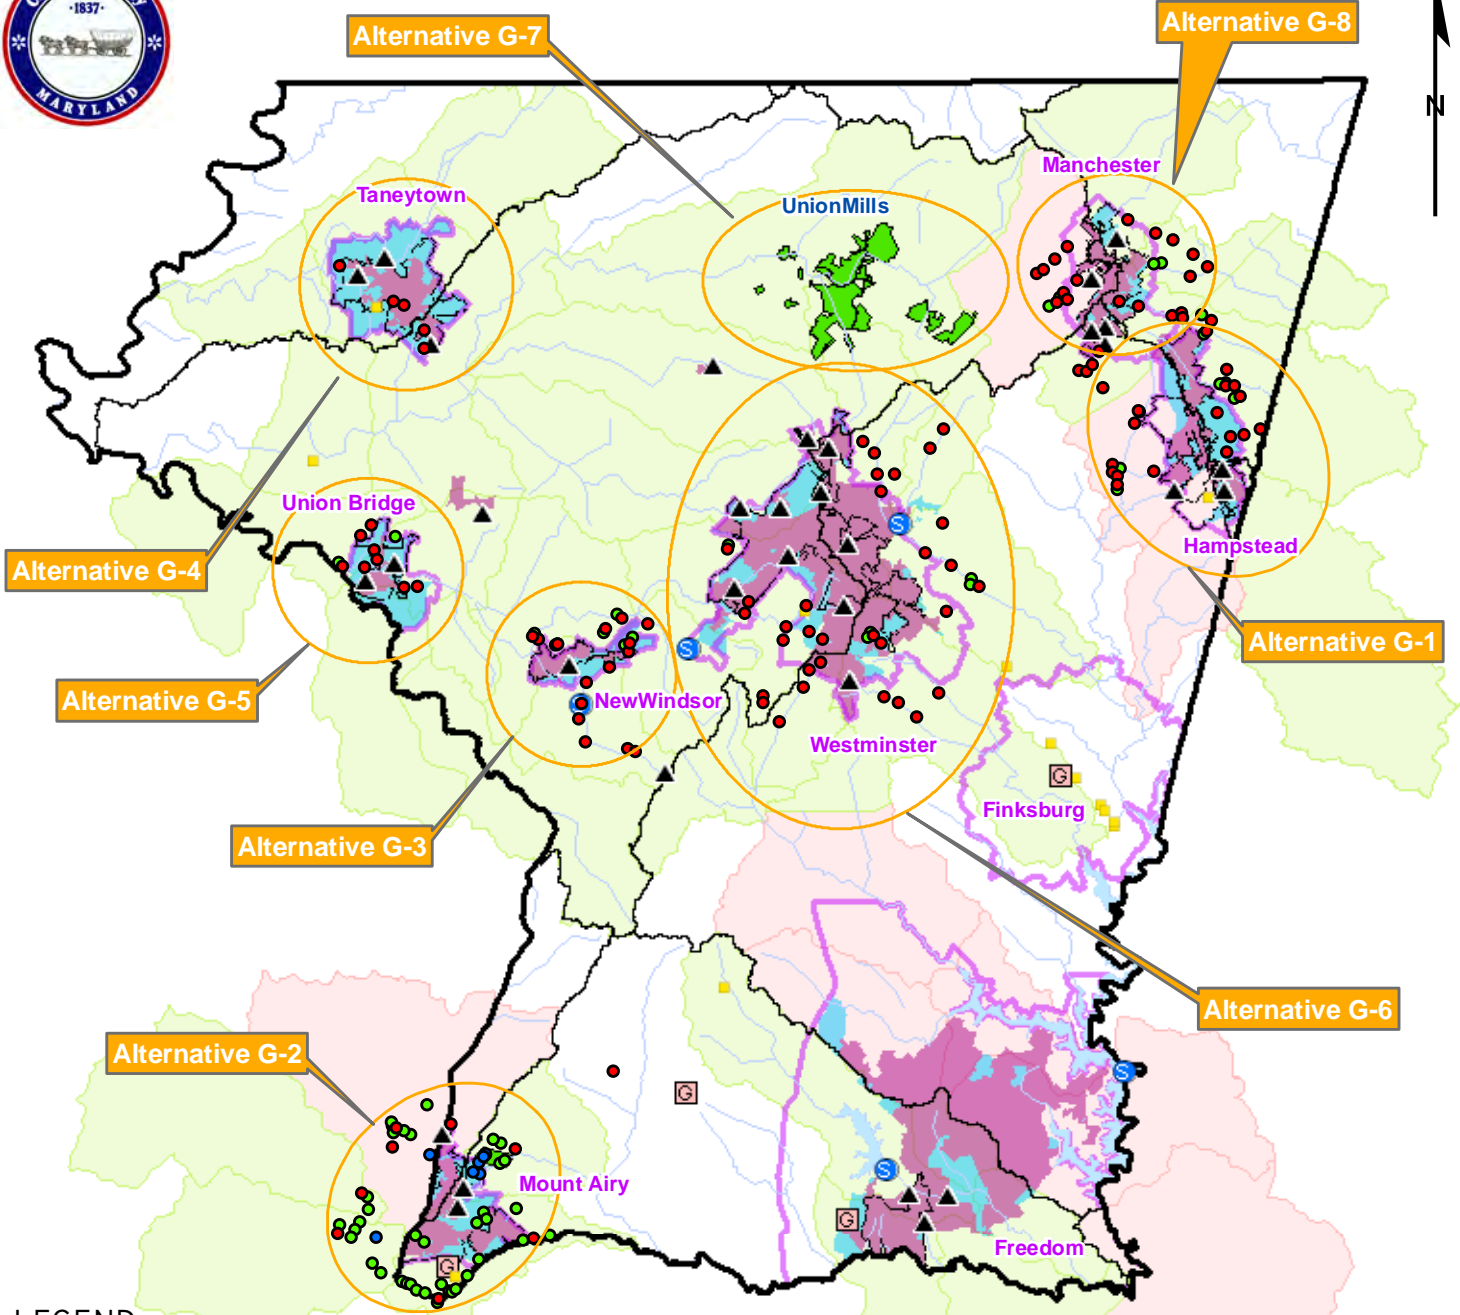 ·1837·
MARYLAND
Alternative G-7
Alternative G-8
N
Manchester
Taneytown
UnionMills
Union Bridge
Hampstead
S
Alternative G-4
Alternative G-1
S
Alternative G-5
NewWindsor
Westminster
G
Finksburg
Alternative G-3
Alternative G-6
Alternative G-2
S
G
S
Mount Airy
G
Freedom
G
LEGEND